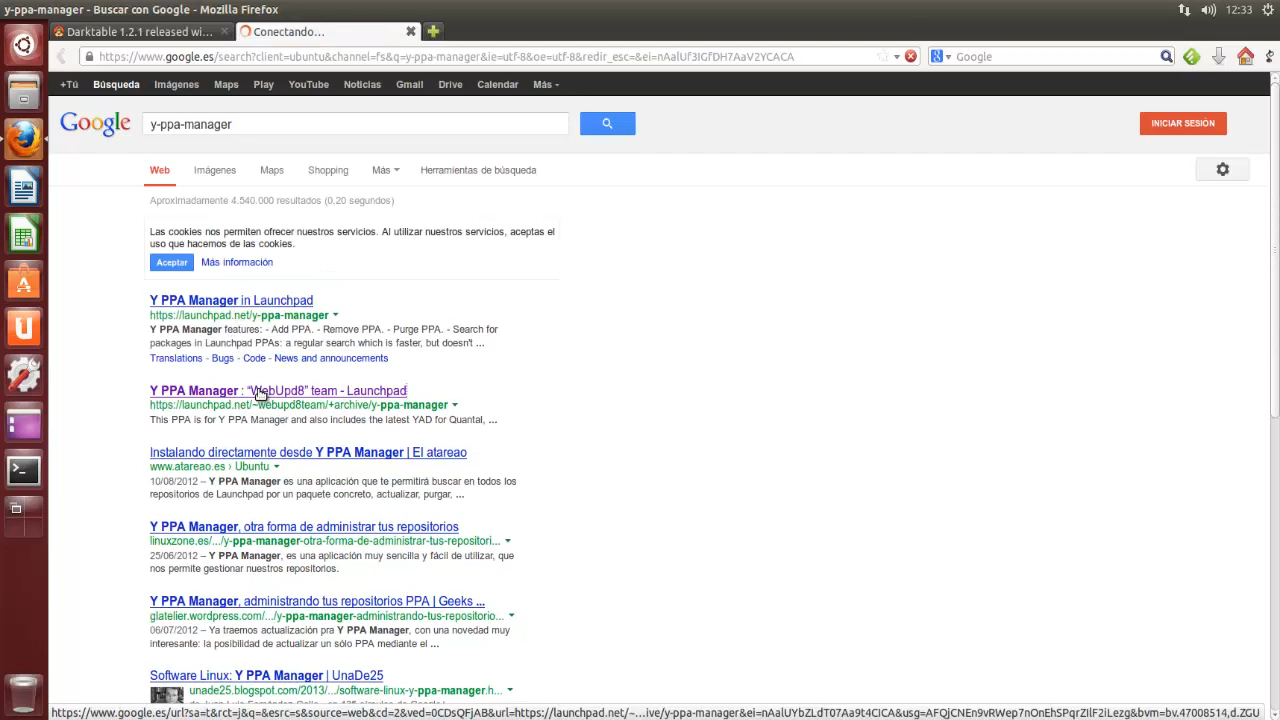 y-ppa-manager - Buscar con Google - Mozilla Firefox
12:33
Darktable 1.2.1 released wi...
Conectando...
https://www.google.es/search?client=ubuntu&channel=fs&q=y-ppa-manager&ie=utf-8&oe=utf-8&redir_esc=&ei=nAalUf3IGfDH7AaV2YCACA
Google
+Tú Búsqueda Imágenes Maps Play YouTube Noticias Gmail Drive Calendar Más
Google
y-ppa-manager
INICIAR SESIÓN
Web Imágenes Maps Shopping Más Herramientas de búsqueda
Aproximadamente 4.540.000 resultados (0,20 segundos)
Las cookies nos permiten ofrecer nuestros servicios. Al utilizar nuestros servicios, aceptas el
uso que hacemos de las cookies.
Aceptar Más información
Y PPA Manager in Launchpad
https://launchpad.net/y-ppa-manager
Y PPA Manager features: - Add PPA. - Remove PPA. - Purge PPA. - Search for
packages in Launchpad PPAs: a regular search which is faster, but doesn't ...
Translations - Bugs - Code - News and announcements
Y PPA Manager : “WebUpd8” team - Launchpad
https://launchpad.net/~webupd8team/+archive/y-ppa-manager
This PPA is for Y PPA Manager and also includes the latest YAD for Quantal, ...
Instalando directamente desde Y PPA Manager | El atareao
www.atareao.es › Ubuntu
10/08/2012 – Y PPA Manager es una aplicación que te permitirá buscar en todos los
repositorios de Launchpad por un paquete concreto, actualizar, purgar, ...
Y PPA Manager, otra forma de administrar tus repositorios
linuxzone.es/.../y-ppa-manager-otra-forma-de-administrar-tus-repositori...
25/06/2012 – Y PPA Manager, es una aplicación muy sencilla y fácil de utilizar, que
nos permite gestionar nuestros repositorios.
Y PPA Manager, administrando tus repositorios PPA | Geeks ...
glatelier.wordpress.com/.../y-ppa-manager-administrando-tus-repositorio...
06/07/2012 – Ya traemos actualización pra Y PPA Manager, con una novedad muy
interesante: la posibilidad de actualizar un sólo PPA mediante el ...
Software Linux: Y PPA Manager | UnaDe25
unade25.blogspot.com/2013/.../software-linux-y-ppa-manager.h...
https://www.google.es/url?sa=t&rct=j&q=&esrc=s&source=web&cd=2&ved=0CDsQFjAB&url=https://launchpad.net/~...ive/y-ppa-manager&ei=nAalUYbZLdT07Aa9t4CICA&usg=AFQjCNEn9vRWep7nOnEhSPqrZIlF2iLezg&bvm=bv.47008514,d.ZGU